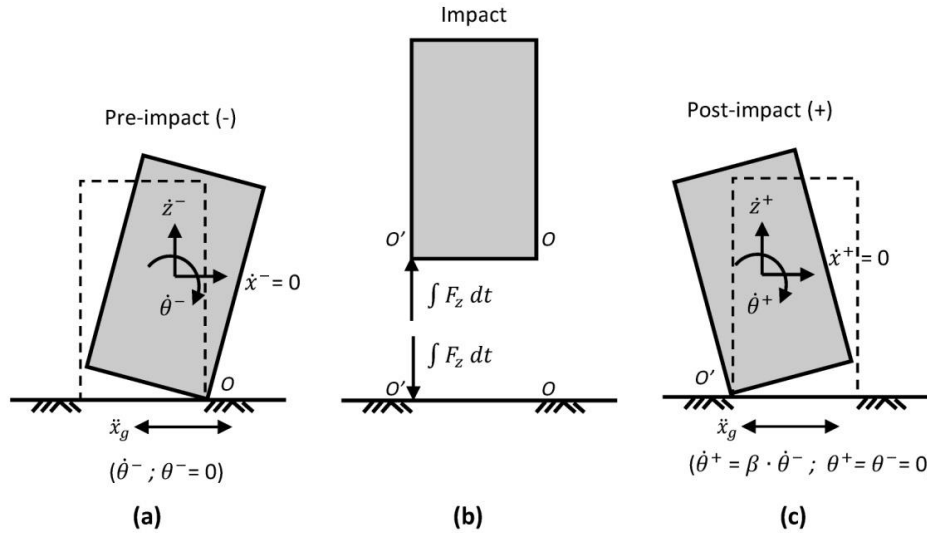 Impact
Pre-impact (-)
Post-impact (+)
ż⁻
ẋ⁻ = 0
θ̇⁻
O
ẍg
(θ̇⁻ ; θ⁻ = 0)
(a)
O'
O
∫ Fz dt
∫ Fz dt
O'
O
(b)
ż⁺
ẋ⁺ = 0
θ̇⁺
O'
ẍg
(θ̇⁺ = β · θ̇⁻ ; θ⁺ = θ⁻ = 0
(c)